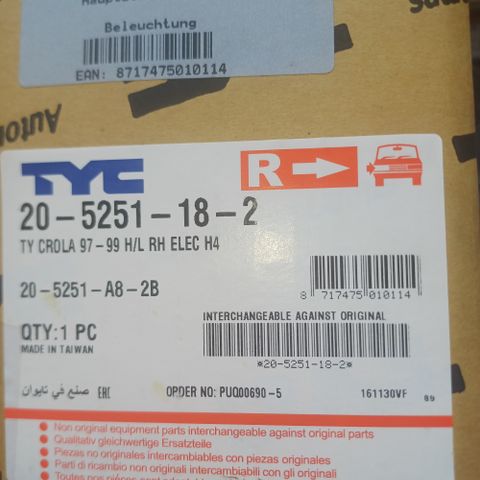 Beleuchtung
EAN: 8717475010114
TYC
R
20-5251-18-2
TY CROLA 97-99 H/L RH ELEC H4
20-5251-A8-2B
8 717475 010114
INTERCHANGEABLE AGAINST ORIGINAL
QTY:1 PC
MADE IN TAIWAN
*20-5251-18-2*
صنع في تايوان
EAC
ORDER NO: PUQ00690-5
161130VF
89
Non original equipment parts interchangeable against original parts
Qualitativ gleichwertige Ersatzteile
Piezas no originales intercambiables con piezas originales
Parti di ricambio non originali intercambiabili con gli originali